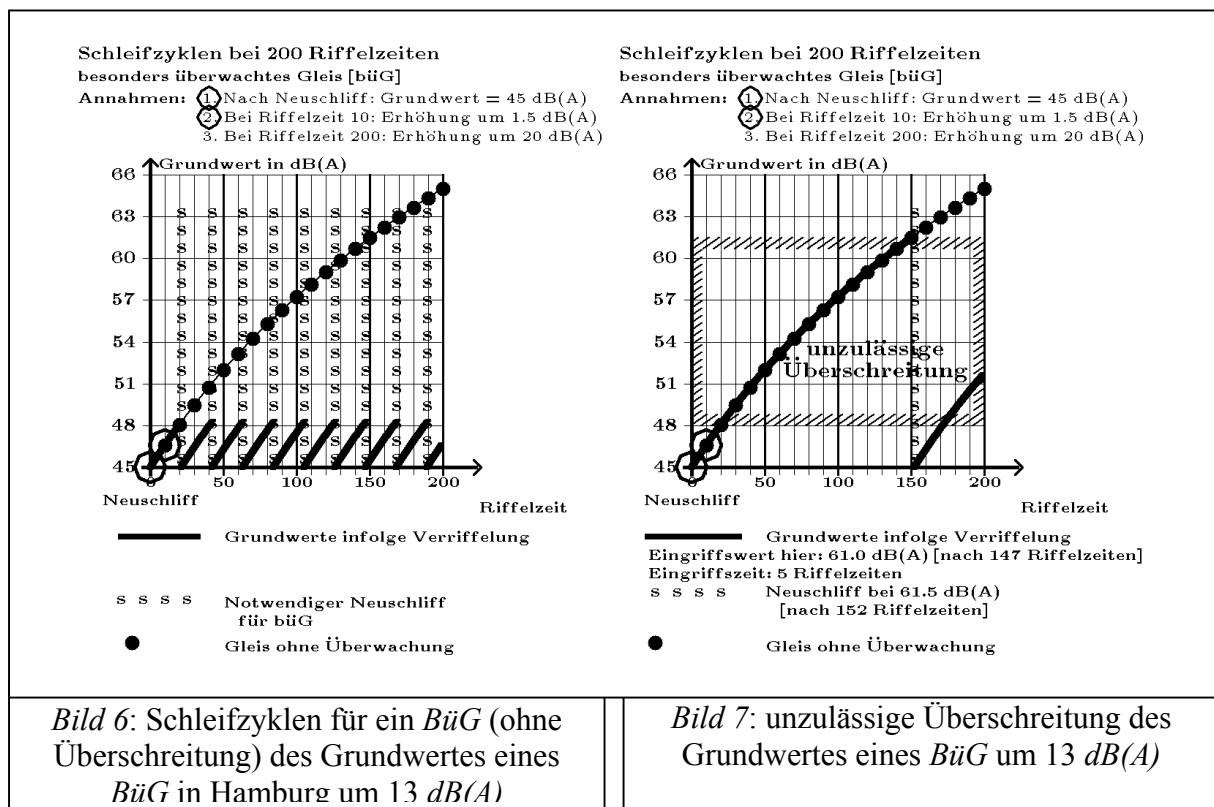 Schleifzyklen bei 200 Riffelzeiten
besonders überwachtes Gleis [büG]
Annahmen: 1. Nach Neuschliff: Grundwert = 45 dB(A)
2. Bei Riffelzeit 10: Erhöhung um 1.5 dB(A)
3. Bei Riffelzeit 200: Erhöhung um 20 dB(A)
Grundwert in dB(A)
66
63
60
57
54
51
48
45
0 50 100 150 200
Neuschliff
Riffelzeit
s s s s s s s s s
Grundwerte infolge Verriffelung
s s s s Notwendiger Neuschliff
für büG
Gleis ohne Überwachung
Bild 6: Schleifzyklen für ein BüG (ohne
Überschreitung) des Grundwertes eines
BüG in Hamburg um 13 dB(A)
Schleifzyklen bei 200 Riffelzeiten
besonders überwachtes Gleis [büG]
Annahmen: 1. Nach Neuschliff: Grundwert = 45 dB(A)
2. Bei Riffelzeit 10: Erhöhung um 1.5 dB(A)
3. Bei Riffelzeit 200: Erhöhung um 20 dB(A)
Grundwert in dB(A)
66
63
60
57
54
51
48
45
unzulässige
Überschreitung
0 50 100 150 200
Neuschliff
Riffelzeit
Grundwerte infolge Verriffelung
Eingriffswert hier: 61.0 dB(A) [nach 147 Riffelzeiten]
Eingriffszeit: 5 Riffelzeiten
s s s s Neuschliff bei 61.5 dB(A)
[nach 152 Riffelzeiten]
Gleis ohne Überwachung
Bild 7: unzulässige Überschreitung des
Grundwertes eines BüG um 13 dB(A)